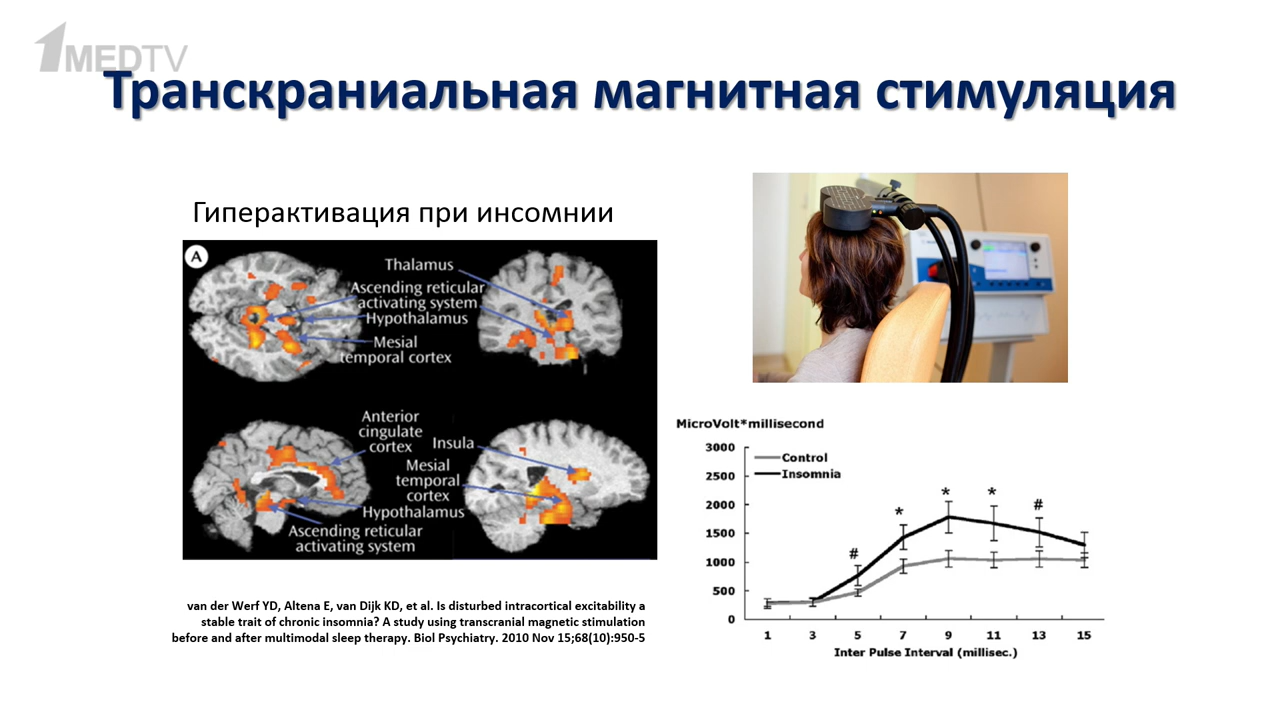 1MEDTV
Транскраниальная магнитная стимуляция
Гиперактивация при инсомнии
A
Thalamus
Ascending reticular
activating system
Hypothalamus
Mesial
temporal cortex
Anterior
cingulate
cortex
Insula
Mesial
temporal
cortex
Hypothalamus
Ascending reticular
activating system
van der Werf YD, Altena E, van Dijk KD, et al. Is disturbed intracortical excitability a
stable trait of chronic insomnia? A study using transcranial magnetic stimulation
before and after multimodal sleep therapy. Biol Psychiatry. 2010 Nov 15;68(10):950-5
MicroVolt*millisecond
3000
2500
2000
1500
1000
500
0
Control
Insomnia
# * * * #
1 3 5 7 9 11 13 15
Inter Pulse Interval (millisec.)